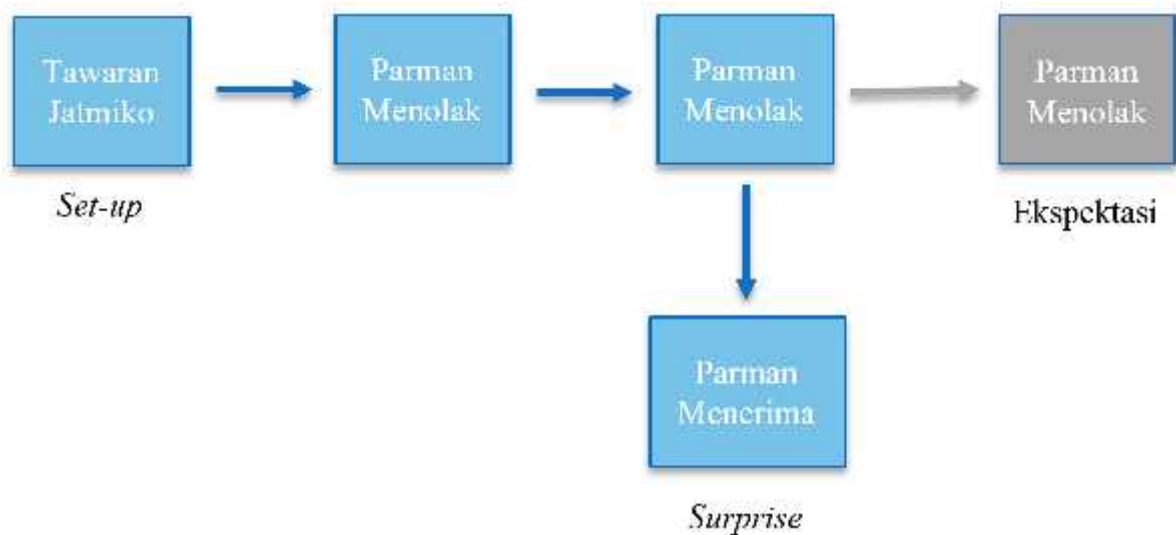 Tawaran
Jatmiko
Parman
Menolak
Parman
Menolak
Parman
Menolak
Set-up
Ekspektasi
Parman
Menerima
Surprise